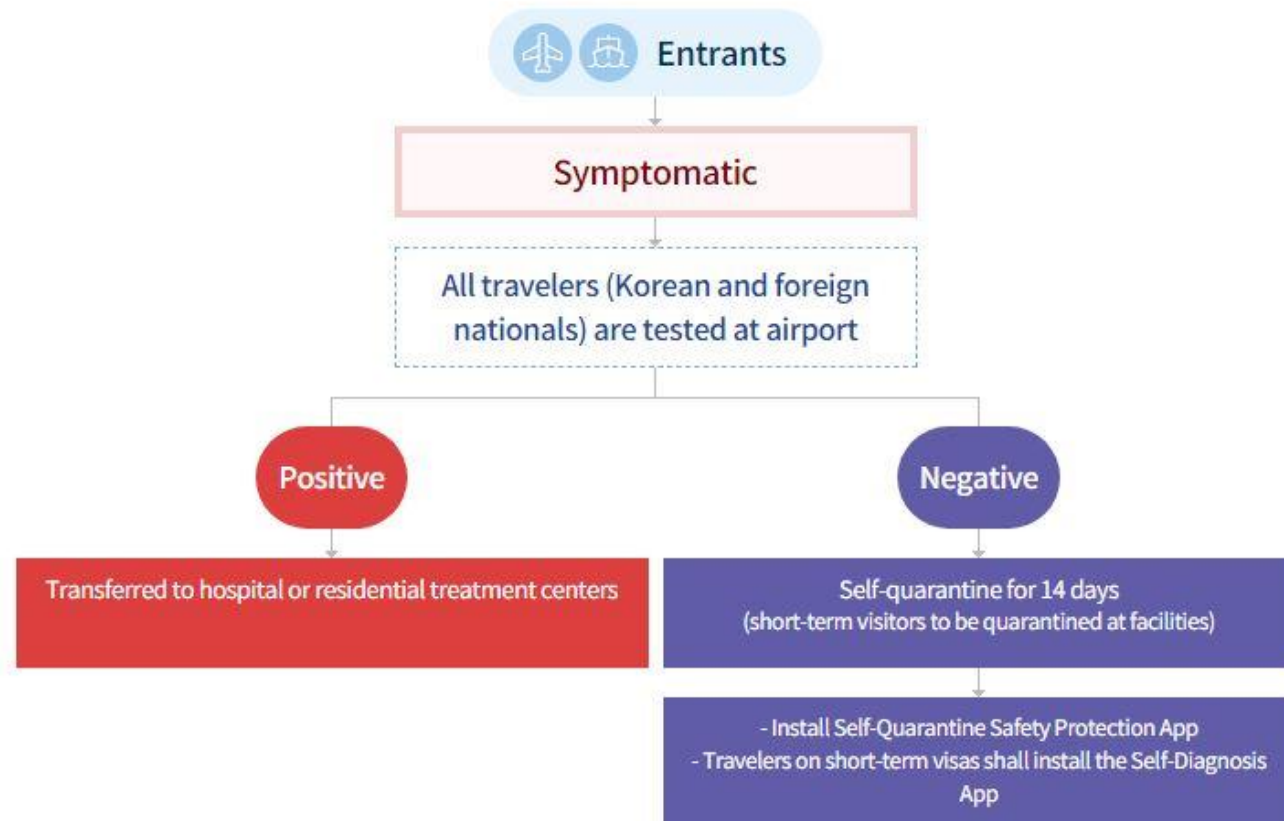 Entrants
Symptomatic
All travelers (Korean and foreign
nationals) are tested at airport
Positive
Negative
Transferred to hospital or residential treatment centers
Self-quarantine for 14 days
(short-term visitors to be quarantined at facilities)
- Install Self-Quarantine Safety Protection App
- Travelers on short-term visas shall install the Self-Diagnosis
App